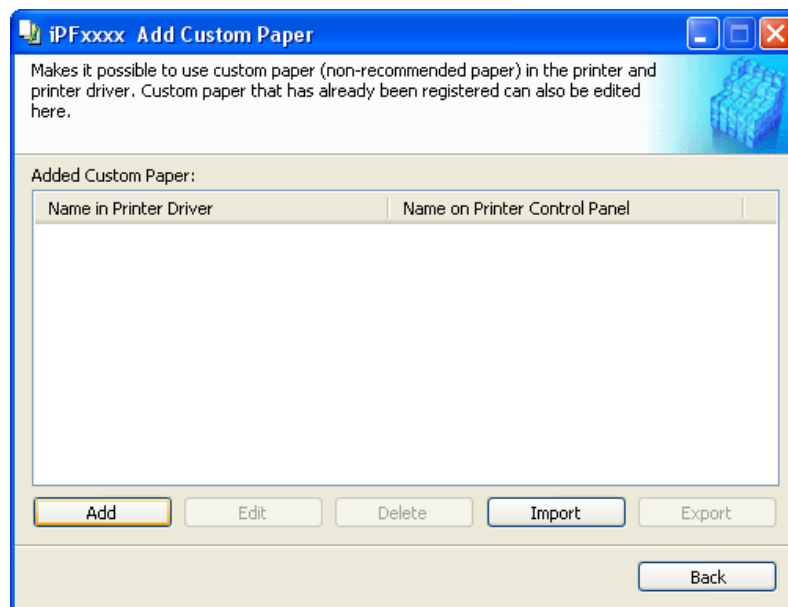 iPFxxxx Add Custom Paper
Makes it possible to use custom paper (non-recommended paper) in the printer and
printer driver. Custom paper that has already been registered can also be edited
here.
Added Custom Paper:
Name in Printer Driver Name on Printer Control Panel
Add Edit Delete Import Export
Back